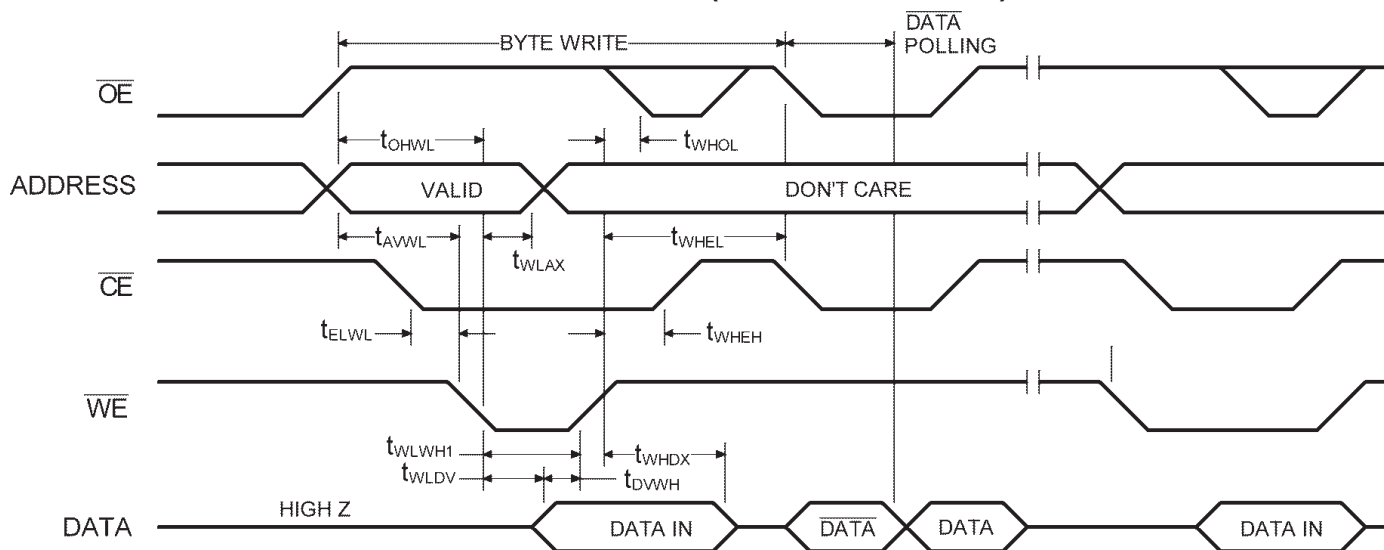 DATA
POLLING
BYTE WRITE
OE
tOHWL
tWHOL
ADDRESS
VALID
DON'T CARE
tAVWL
tWLAX
tWHEL
CE
tELWL
tWHEH
WE
tWLWH1
tWHDX
tWLDV
tDVWH
HIGH Z
DATA
DATA IN
DATA
DATA
DATA IN